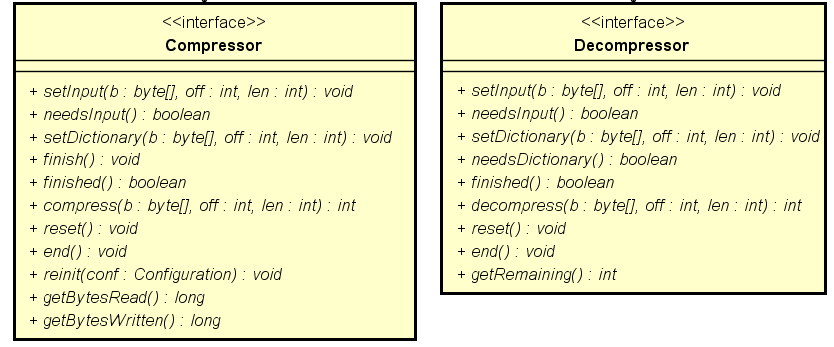 <<interface>>
Compressor
+ setInput(b : byte[], off : int, len : int) : void
+ needsInput() : boolean
+ setDictionary(b : byte[], off : int, len : int) : void
+ finish() : void
+ finished() : boolean
+ compress(b : byte[], off : int, len : int) : int
+ reset() : void
+ end() : void
+ reinit(conf : Configuration) : void
+ getBytesRead() : long
+ getBytesWritten() : long
<<interface>>
Decompressor
+ setInput(b : byte[], off : int, len : int) : void
+ needsInput() : boolean
+ setDictionary(b : byte[], off : int, len : int) : void
+ needsDictionary() : boolean
+ finished() : boolean
+ decompress(b : byte[], off : int, len : int) : int
+ reset() : void
+ end() : void
+ getRemaining() : int